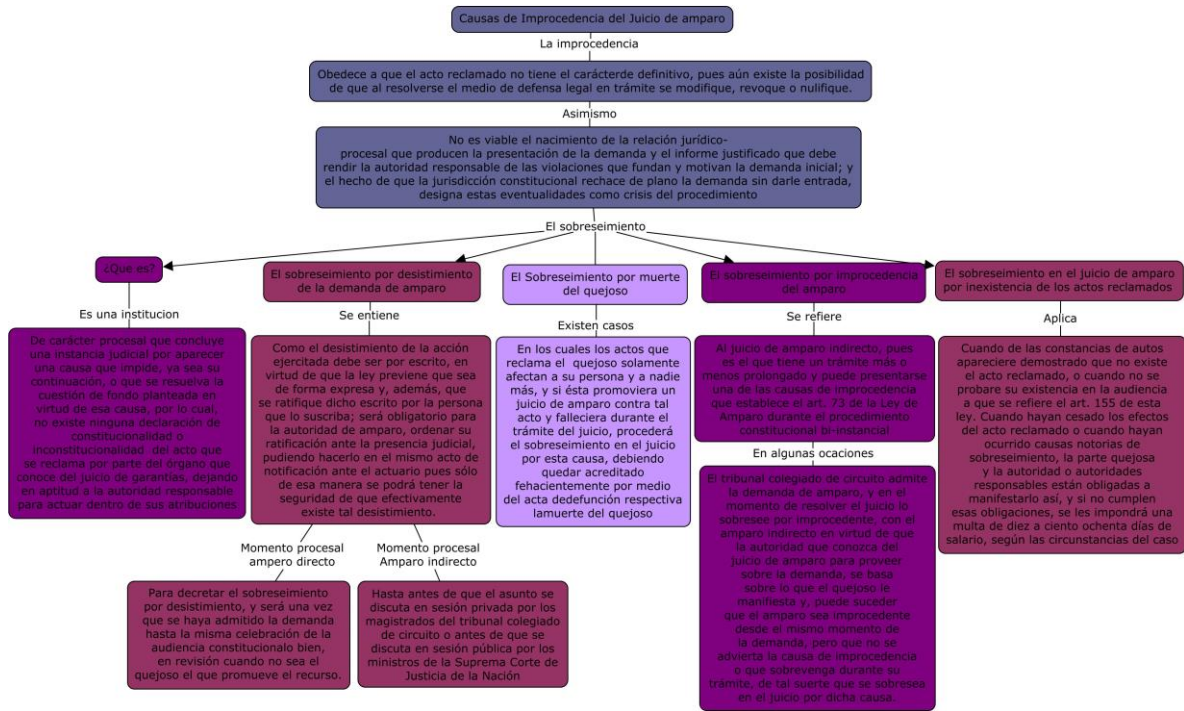 Causas de Improcedencia del Juicio de amparo
La improcedencia
Obedece a que el acto reclamado no tiene el carácterde definitivo, pues aún existe la posibilidad
de que al resolverse el medio de defensa legal en trámite se modifique, revoque o nulifique.
Asimismo
No es viable el nacimiento de la relación jurídico-
procesal que producen la presentación de la demanda y el informe justificado que debe
rendir la autoridad responsable de las violaciones que fundan y motivan la demanda inicial; y
el hecho de que la jurisdicción constitucional rechace de plano la demanda sin darle entrada,
designa estas eventualidades como crisis del procedimiento
El sobreseimiento
¿Que es?
Es una institucion
De carácter procesal que concluye
una instancia judicial por aparecer
una causa que impide, ya sea su
continuación, o que se resuelva la
cuestión de fondo planteada en
virtud de esa causa, por lo cual,
no existe ninguna declaración de
constitucionalidad o
inconstitucionalidad del acto que
se reclama por parte del órgano que
conoce del juicio de garantías, dejando
en aptitud a la autoridad responsable
para actuar dentro de sus atribuciones
El sobreseimiento por desistimiento
de la demanda de amparo
Se entiene
Como el desistimiento de la acción
ejercitada debe ser por escrito, en
virtud de que la ley previene que sea
de forma expresa y, además, que
se ratifique dicho escrito por la persona
que lo suscriba; será obligatorio para
la autoridad de amparo, ordenar su
ratificación ante la presencia judicial,
pudiendo hacerlo en el mismo acto de
notificación ante el actuario pues sólo
de esa manera se podrá tener la
seguridad de que efectivamente
existe tal desistimiento.
Momento procesal
ampero directo
Para decretar el sobreseimiento
por desistimiento, y será una vez
que se haya admitido la demanda
hasta la misma celebración de la
audiencia constitucionalo bien,
en revisión cuando no sea el
quejoso el que promueve el recurso.
Momento procesal
Amparo indirecto
Hasta antes de que el asunto se
discuta en sesión privada por los
magistrados del tribunal colegiado
de circuito o antes de que se
discuta en sesión pública por los
ministros de la Suprema Corte de
Justicia de la Nación
El Sobreseimiento por muerte
del quejoso
Existen casos
En los cuales los actos que
reclama el quejoso solamente
afectan a su persona y a nadie
más, y si ésta promoviera un
juicio de amparo contra tal
acto y falleciera durante el
trámite del juicio, procederá
el sobreseimiento en el juicio
por esta causa, debiendo
quedar acreditado
fehacientemente por medio
del acta dedefunción respectiva
lamuerte del quejoso
El sobreseimiento por improcedencia
del amparo
Se refiere
Al juicio de amparo indirecto, pues
es el que tiene un trámite más o
menos prolongado y puede presentarse
una de las causas de improcedencia
que establece el art. 73 de la Ley de
Amparo durante el procedimiento
constitucional bi-instancial
En algunas ocaciones
El tribunal colegiado de circuito admite
la demanda de amparo, y en el
momento de resolver el juicio lo
sobresee por improcedente, con el
amparo indirecto en virtud de que
la autoridad que conozca del
juicio de amparo para proveer
sobre la demanda, se basa
sobre lo que el quejoso le
manifiesta y, puede suceder
que el amparo sea improcedente
desde el mismo momento de
la demanda, pero que no se
advierta la causa de improcedencia
o que sobrevenga durante su
trámite, de tal suerte que se sobresea
en el juicio por dicha causa.
El sobreseimiento en el juicio de amparo
por inexistencia de los actos reclamados
Aplica
Cuando de las constancias de autos
apareciere demostrado que no existe
el acto reclamado, o cuando no se
probare su existencia en la audiencia
a que se refiere el art. 155 de esta
ley. Cuando hayan cesado los efectos
del acto reclamado o cuando hayan
ocurrido causas notorias de
sobreseimiento, la parte quejosa
y la autoridad o autoridades
responsables están obligadas a
manifestarlo así, y si no cumplen
esas obligaciones, se les impondrá una
multa de diez a ciento ochenta días de
salario, según las circunstancias del caso